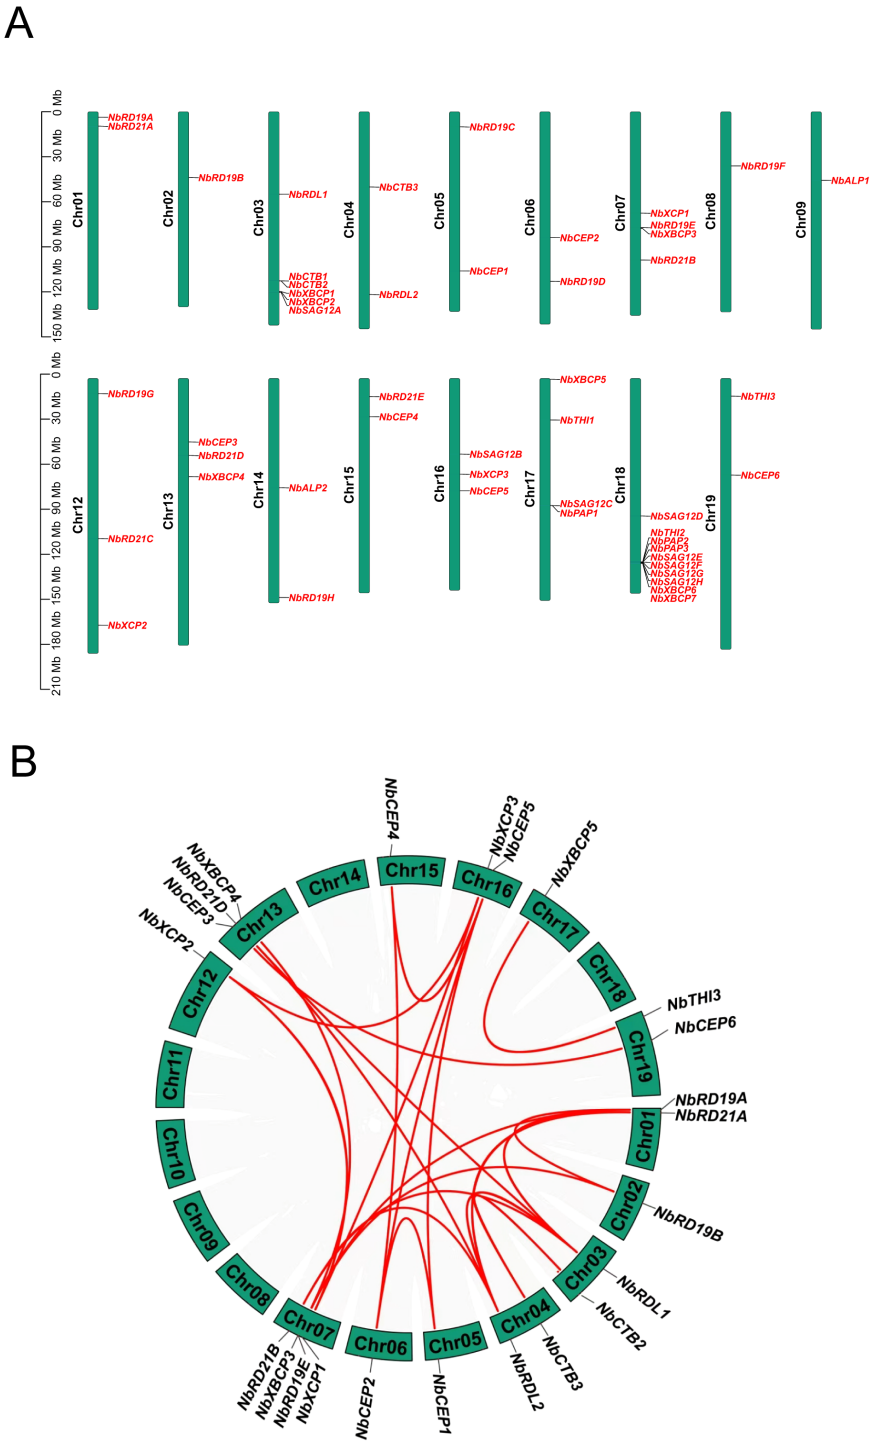 A
0 Mb
30 Mb
60 Mb
90 Mb
120 Mb
150 Mb
Chr01
NbRD19A
NbRD21A
Chr02
NbRD19B
Chr03
NbRDL1
NbCTB1
NbCTB2
NbXBCP1
NbXBCP2
NbSAG12A
Chr04
NbCTB3
NbRDL2
Chr05
NbRD19C
NbCEP1
Chr06
NbCEP2
NbRD19D
Chr07
NbXCP1
NbRD19E
NbXBCP3
NbRD21B
Chr08
NbRD19F
Chr09
NbALP1
0 Mb
30 Mb
60 Mb
90 Mb
120 Mb
150 Mb
180 Mb
210 Mb
Chr12
NbRD19G
NbRD21C
NbXCP2
Chr13
NbCEP3
NbRD21D
NbXBCP4
Chr14
NbALP2
NbRD19H
Chr15
NbRD21E
NbCEP4
Chr16
NbSAG12B
NbXCP3
NbCEP5
Chr17
NbXBCP5
NbTHI1
NbSAG12C
NbPAP1
Chr18
NbSAG12D
NbTHI2
NbPAP2
NbPAP3
NbSAG12E
NbSAG12F
NbSAG12G
NbSAG12H
NbXBCP6
NbXBCP7
Chr19
NbTHI3
NbCEP6
B
NbCEP4
NbXCP3
NbCEP5
NbXBCP5
NbTHI3
NbCEP6
NbRD19A
NbRD21A
NbRD19B
NbRDL1
NbCTB2
NbCTB3
NbRDL2
NbCEP1
NbCEP2
NbXCP1
NbRD19E
NbXBCP3
NbRD21B
NbXCP2
NbCEP3
NbRD21D
NbXBCP4
Chr15
Chr16
Chr17
Chr18
Chr19
Chr01
Chr02
Chr03
Chr04
Chr05
Chr06
Chr07
Chr08
Chr09
Chr10
Chr11
Chr12
Chr13
Chr14